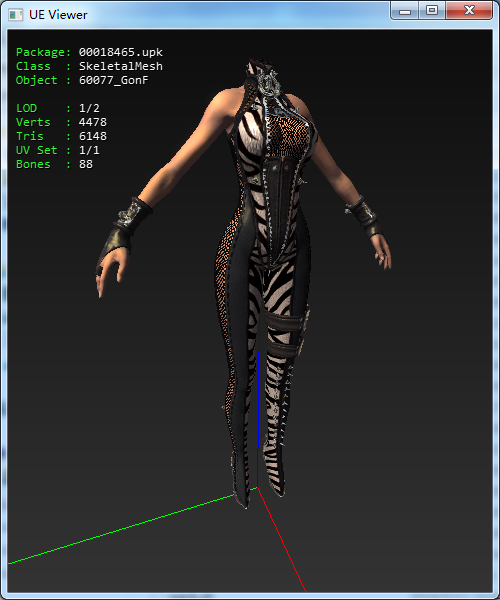 UE Viewer
Package: 00018465.upk
Class  : SkeletalMesh
Object : 60077_GonF
LOD    : 1/2
Verts  : 4478
Tris   : 6148
UV Set : 1/1
Bones  : 88